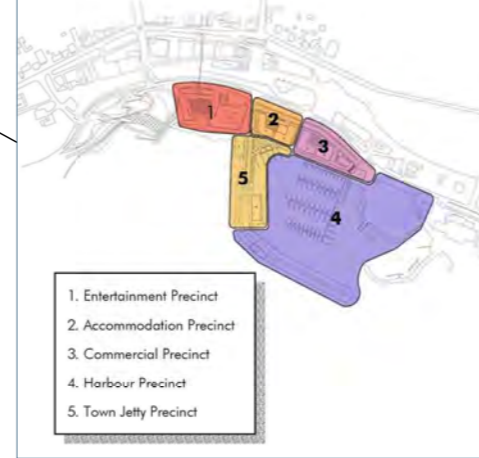 1
2
3
5
4
1. Entertainment Precinct
2. Accommodation Precinct
3. Commercial Precinct
4. Harbour Precinct
5. Town Jetty Precinct